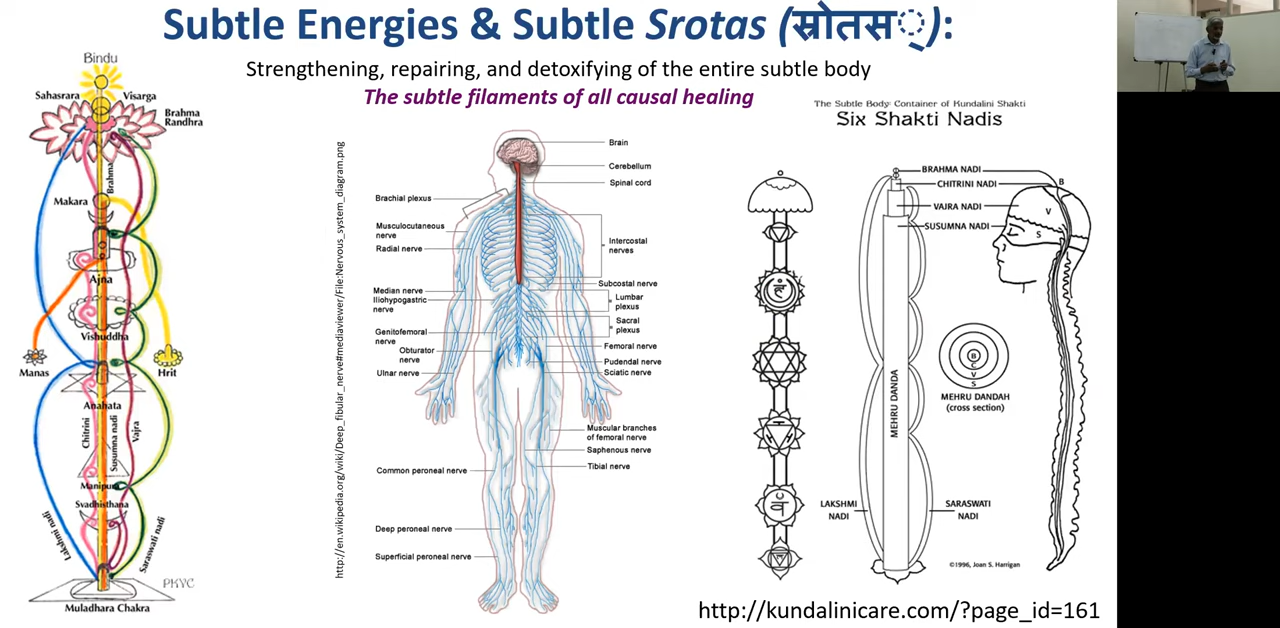 Subtle Energies & Subtle Srotas (स्रोतस्):
Strengthening, repairing, and detoxifying of the entire subtle body
The subtle filaments of all causal healing
Bindu
Sahasrara
Visarga
Brahma
Randhra
Brahma
Makara
Ajna
Vishuddha
Manas
Hrit
Anahata
Chitrini
Susumna nadi
Vajra
Manipura
Svadhisthana
Lakshmi nadi
Saraswati nadi
PKYC
Muladhara Chakra
http://en.wikipedia.org/wiki/Deep_fibular_nerve#mediaviewer/File:Nervous_system_diagram.png
Brain
Cerebellum
Spinal cord
Brachial plexus
Musculocutaneous
nerve
Radial nerve
Intercostal
nerves
Subcostal nerve
Median nerve
Iliohypogastric
nerve
Lumbar
plexus
Sacral
plexus
Genitofemoral
nerve
Femoral nerve
Obturator
nerve
Pudendal nerve
Ulnar nerve
Sciatic nerve
Muscular branches
of femoral nerve
Saphenous nerve
Common peroneal nerve
Tibial nerve
Deep peroneal nerve
Superficial peroneal nerve
The Subtle Body: Container of Kundalini Shakti
Six Shakti Nadis
BRAHMA NADI
CHITRINI NADI
VAJRA NADI
SUSUMNA NADI
B
V
S
B
C
V
S
MEHRU DANDAH
(cross section)
MEHRU DANDA
LAKSHMI
NADI
SARASWATI
NADI
©1996, Joan S. Harrigan
http://kundalinicare.com/?page_id=161